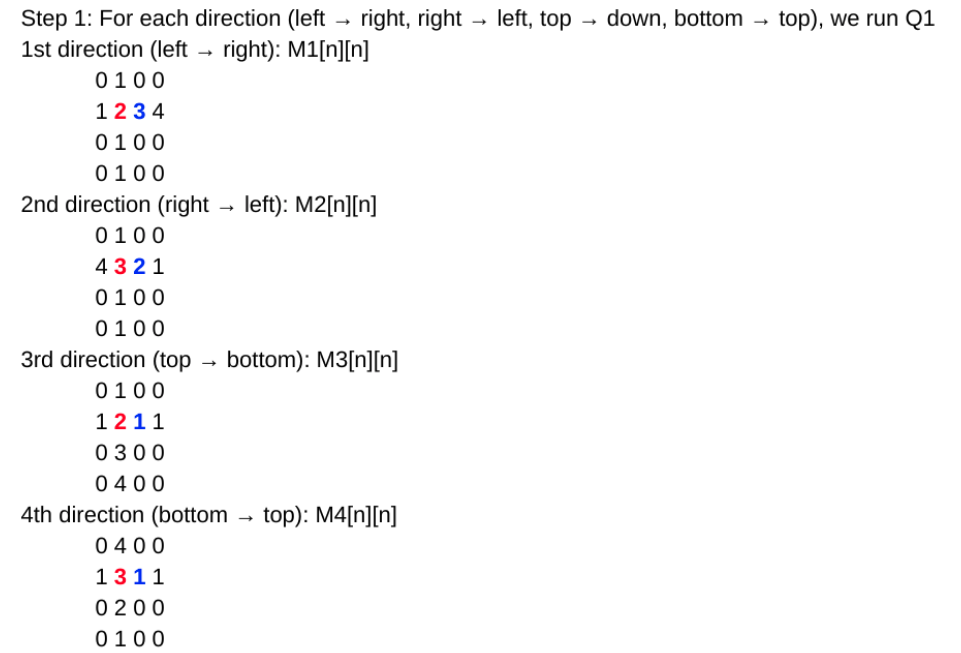 Step 1: For each direction (left → right, right → left, top → down, bottom → top), we run Q1
1st direction (left → right): M1[n][n]
0 1 0 0
1 2 3 4
0 1 0 0
0 1 0 0
2nd direction (right → left): M2[n][n]
0 1 0 0
4 3 2 1
0 1 0 0
0 1 0 0
3rd direction (top → bottom): M3[n][n]
0 1 0 0
1 2 1 1
0 3 0 0
0 4 0 0
4th direction (bottom → top): M4[n][n]
0 4 0 0
1 3 1 1
0 2 0 0
0 1 0 0